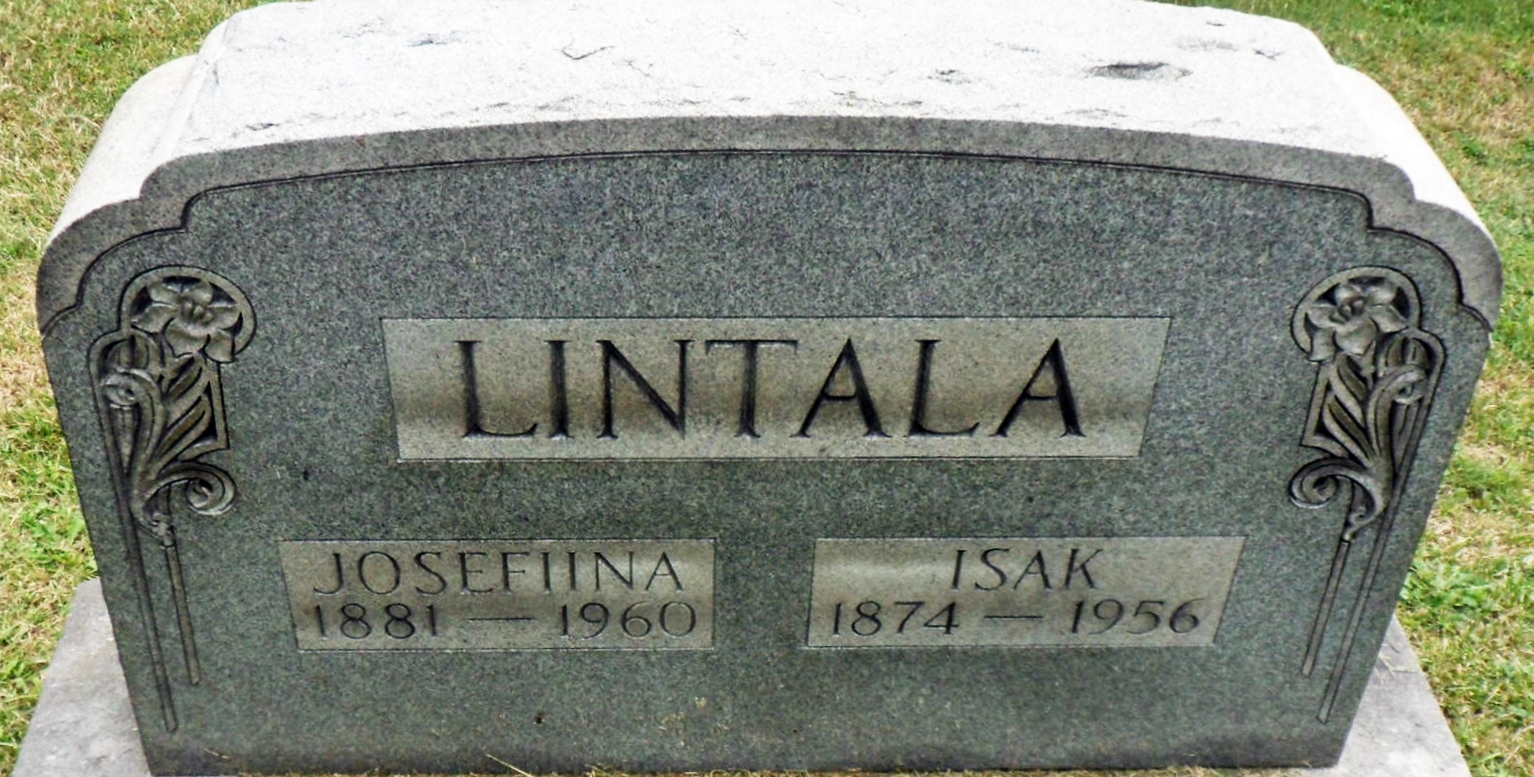 LINTALA
JOSEFIINA
1881 — 1960
ISAK
1874 — 1956